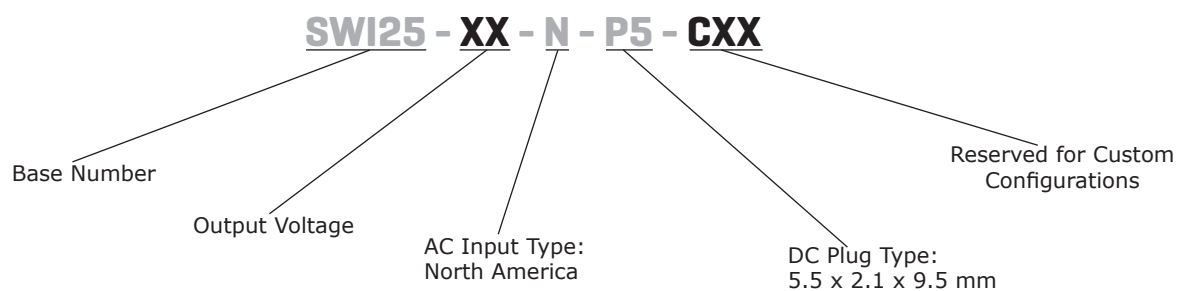 SWI25 - XX - N - P5 - CXX
Base Number
Output Voltage
AC Input Type:
North America
DC Plug Type:
5.5 x 2.1 x 9.5 mm
Reserved for Custom
Configurations